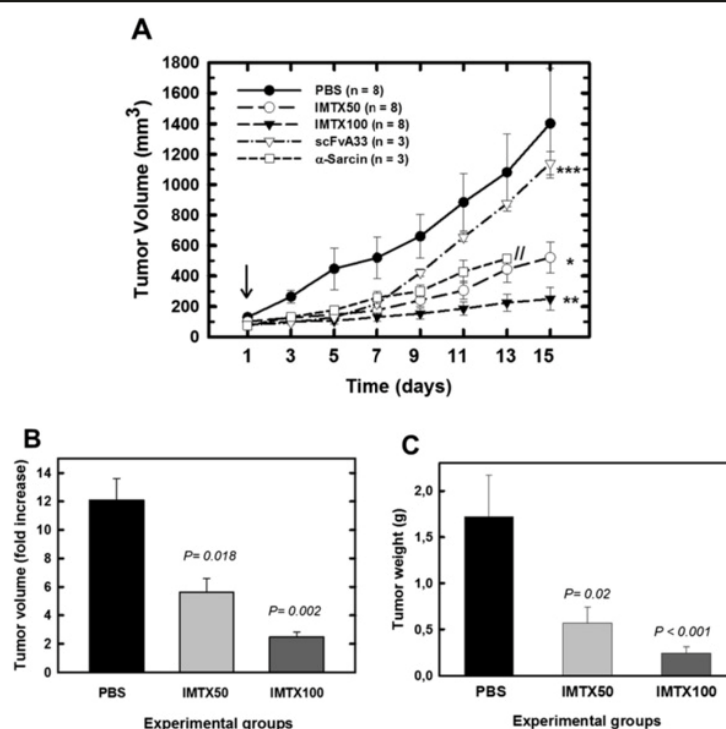 A
Tumor Volume (mm³)
1800
1600
1400
1200
1000
800
600
400
200
0
PBS (n = 8)
IMTX50 (n = 8)
IMTX100 (n = 8)
scFvA33 (n = 3)
α-Sarcin (n = 3)
***
//
*
**
1 3 5 7 9 11 13 15
Time (days)
B
Tumor volume (fold increase)
14
12
10
8
6
4
2
0
P= 0.018
P= 0.002
PBS IMTX50 IMTX100
Experimental groups
C
Tumor weight (g)
2,0
1,5
1,0
0,5
0,0
P= 0.02
P < 0.001
PBS IMTX50 IMTX100
Experimental groups